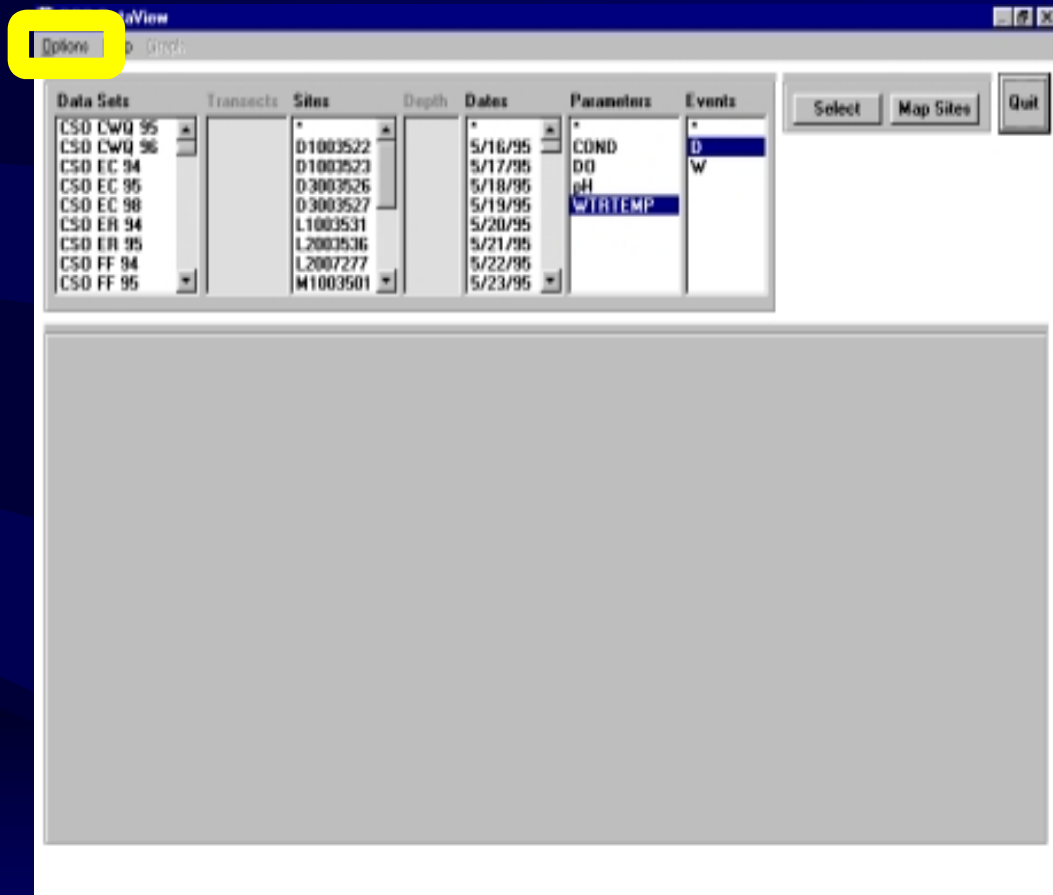 aView
Options p Graph
Data Sets Transects Sites Depth Dates Parameters Events
Select Map Sites Quit
CSO CWQ 95 * * * *
CSO CWQ 96 D1003522 5/16/95 COND D
CSO EC 94 D1003523 5/17/95 DO W
CSO EC 95 D3003526 5/18/95 pH
CSO EC 98 D3003527 5/19/95 WTRTEMP
CSO ER 94 L1003531 5/20/95
CSO ER 95 L2003536 5/21/95
CSO FF 94 L2007277 5/22/95
CSO FF 95 M1003501 5/23/95